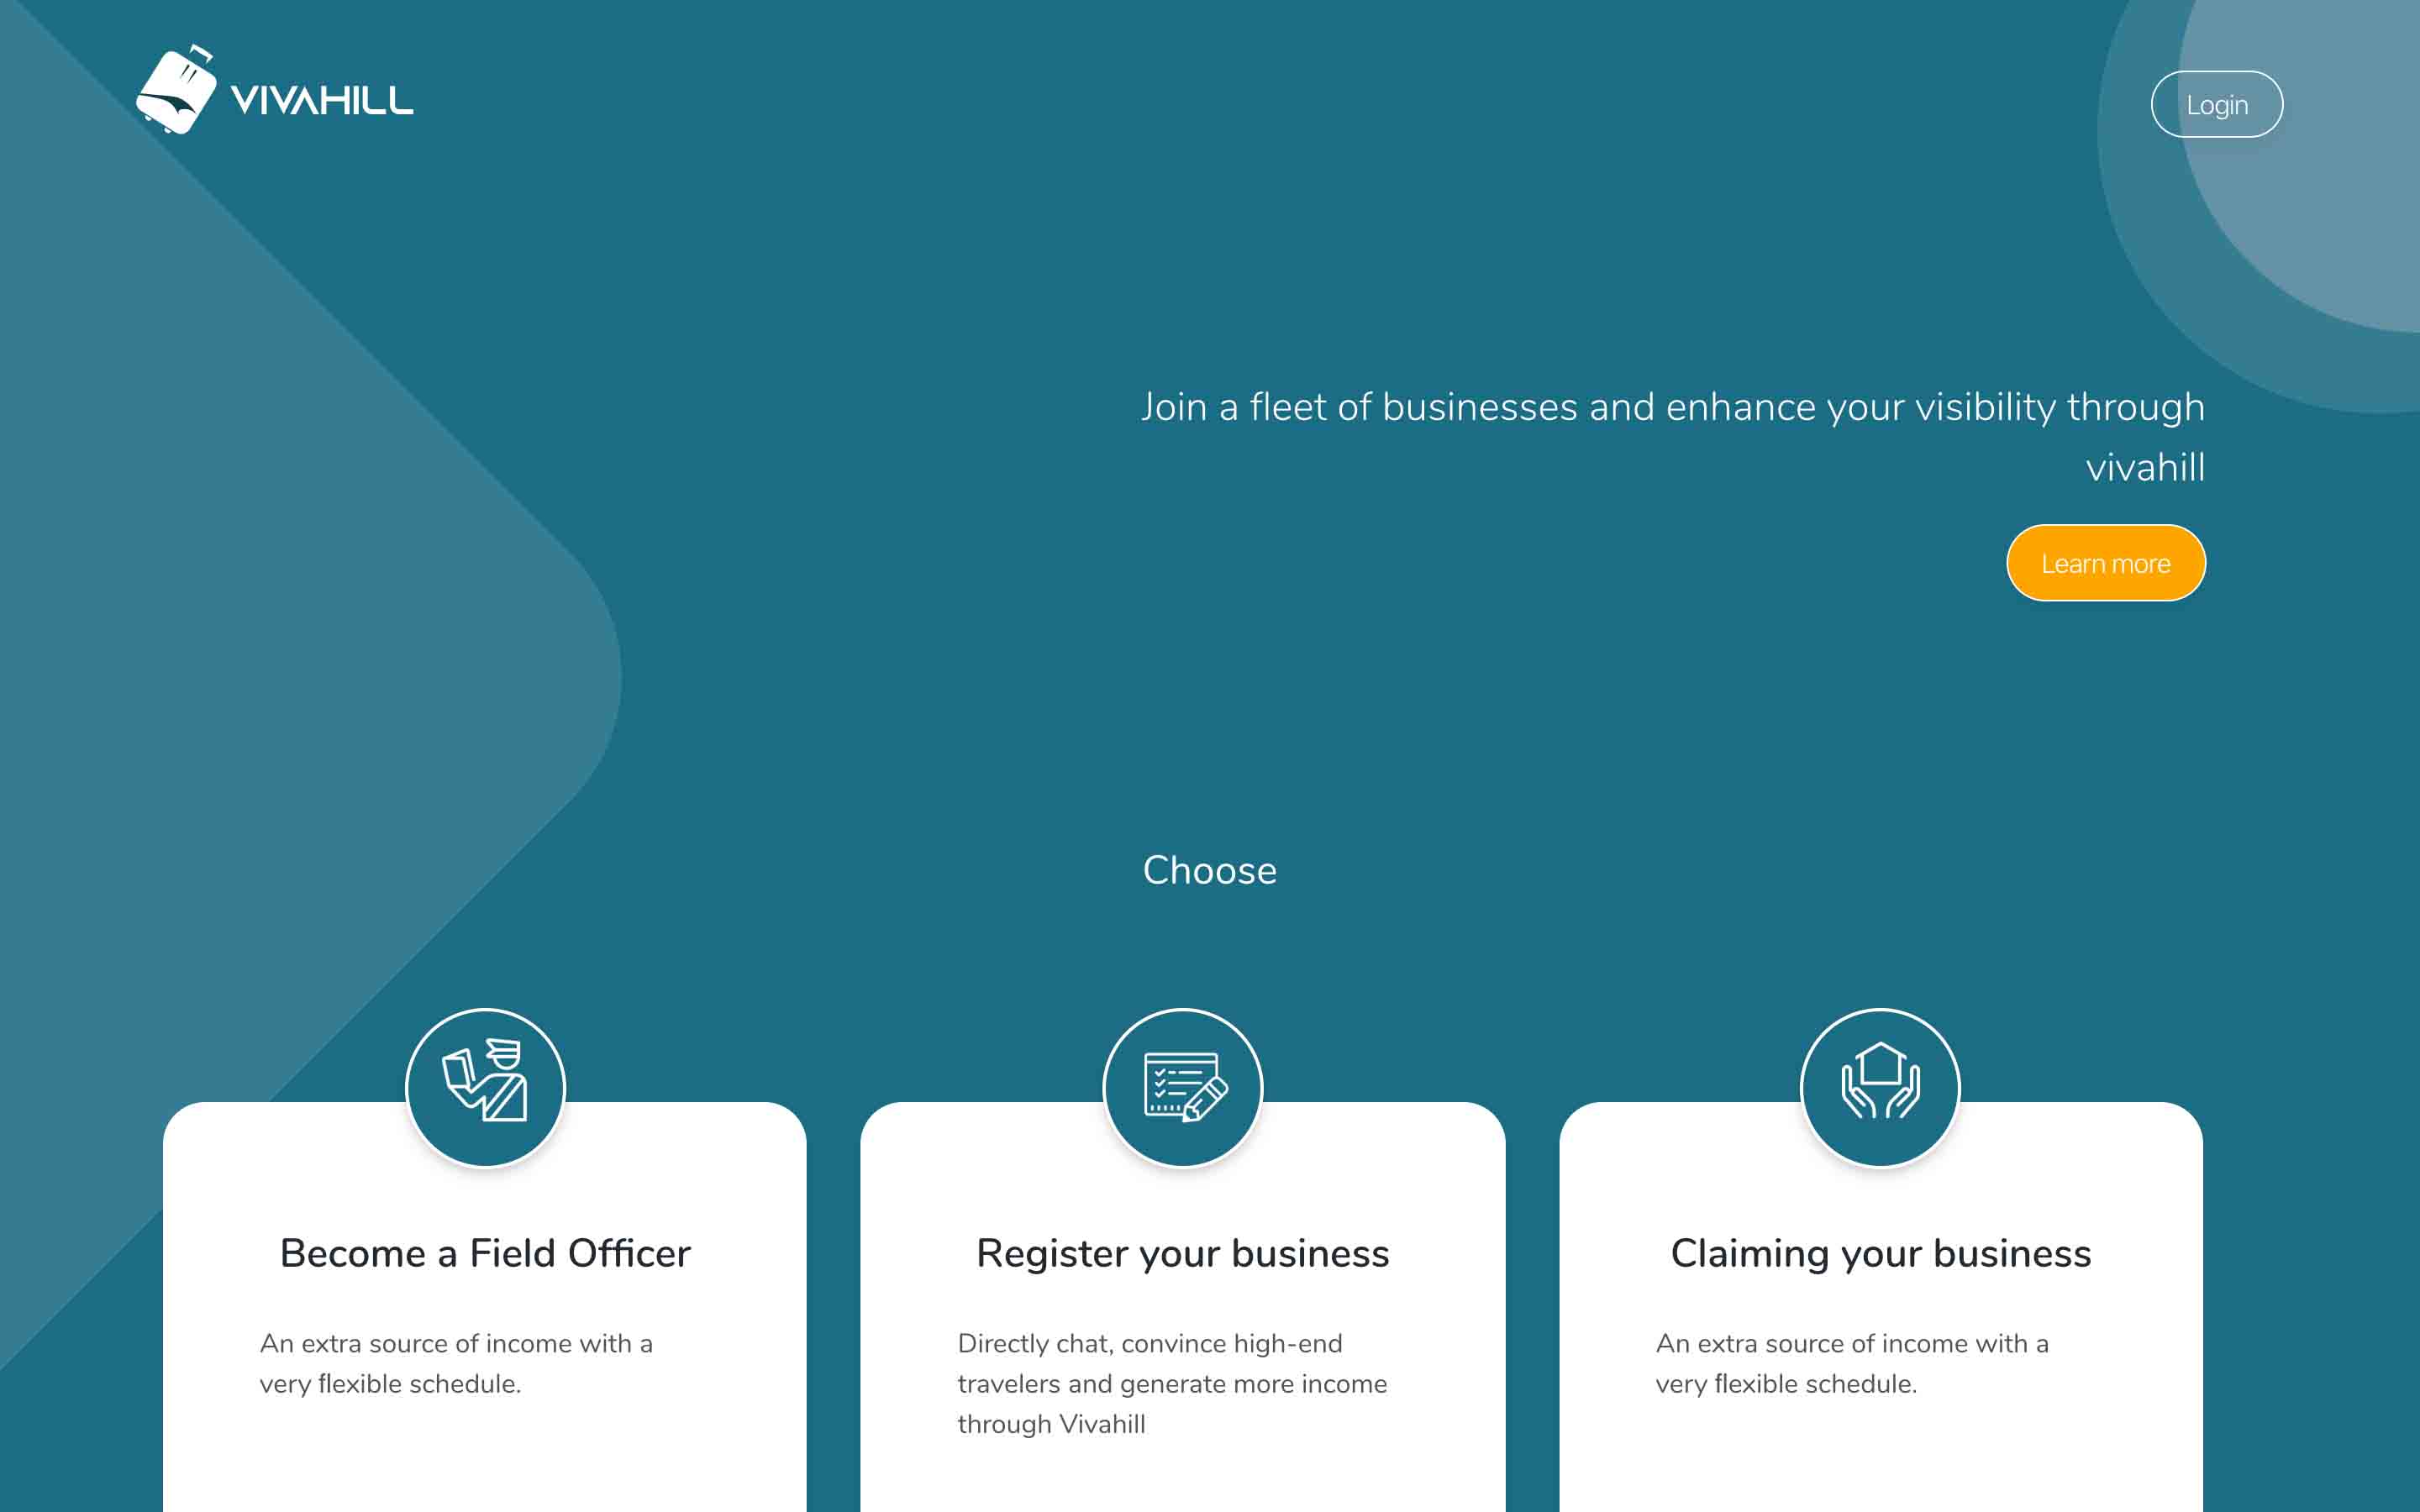 VIVAHILL
Login
Join a fleet of businesses and enhance your visibility through
vivahill
Learn more
Choose
Become a Field Officer
An extra source of income with a
very flexible schedule.
Register your business
Directly chat, convince high-end
travelers and generate more income
through Vivahill
Claiming your business
An extra source of income with a
very flexible schedule.